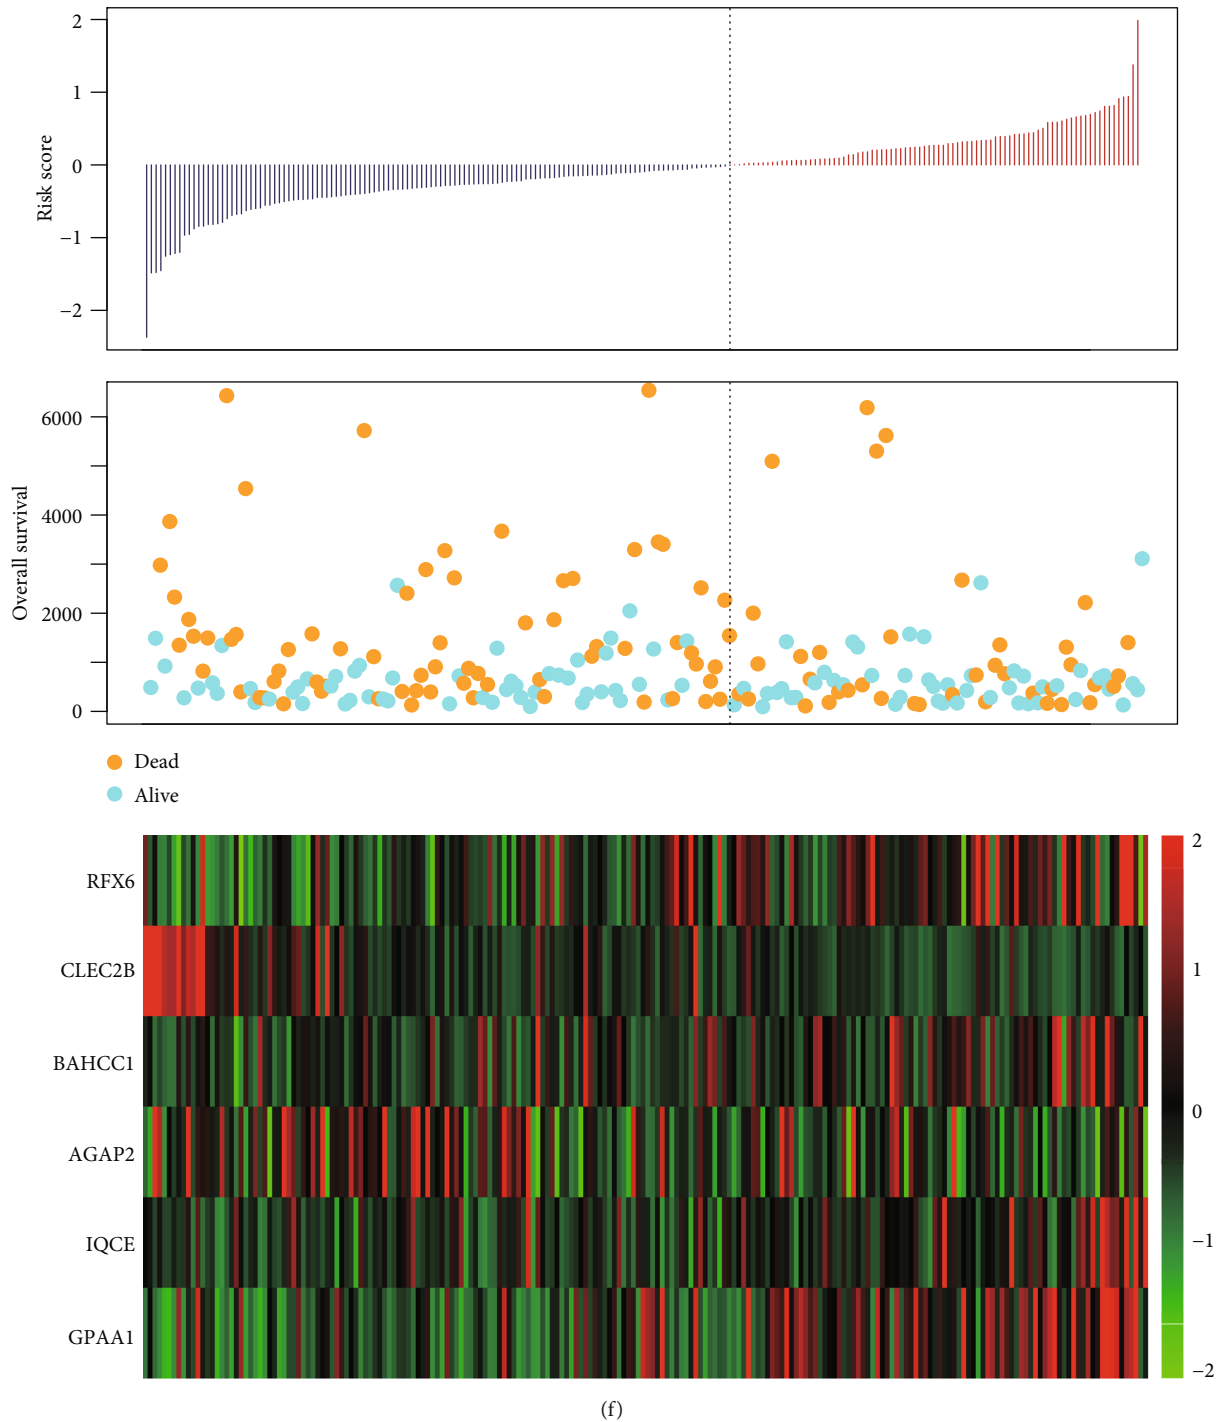 2
1
0
−1
−2
Risk score
6000
4000
2000
0
Overall survival
Dead
Alive
RFX6
CLEC2B
BAHCC1
AGAP2
IQCE
GPAA1
2
1
0
−1
−2
(f)